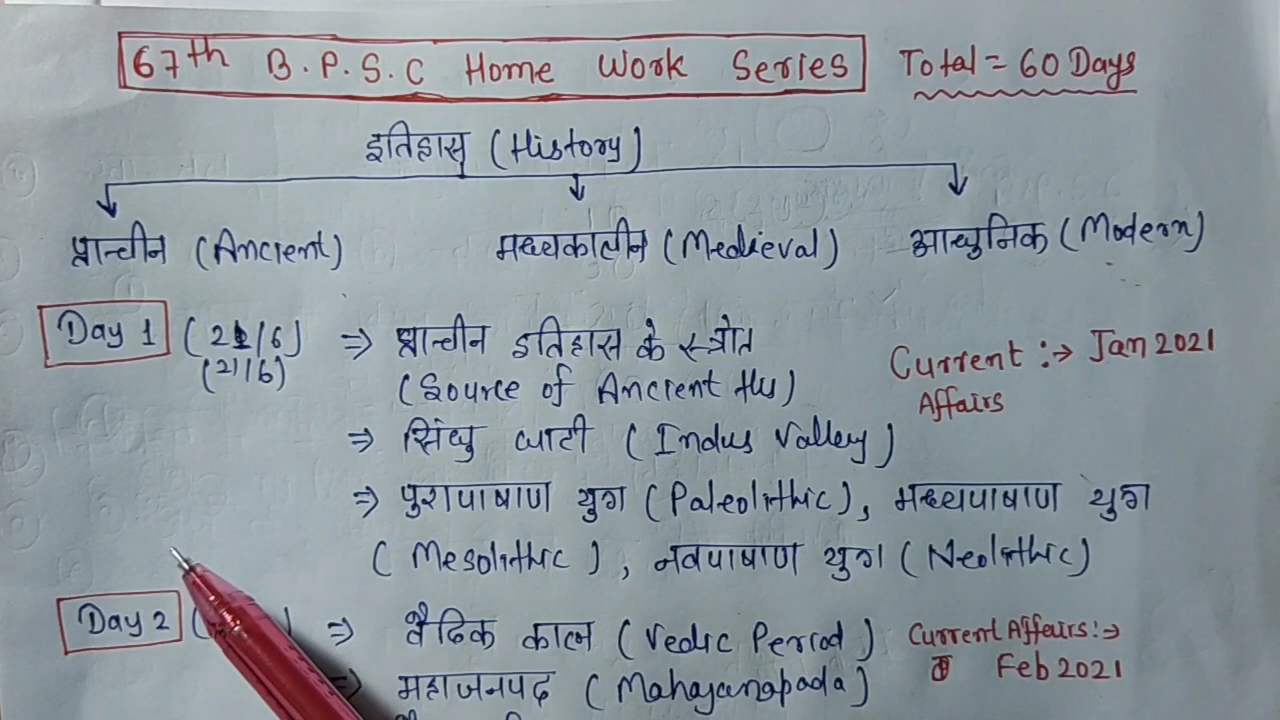 67th B.P.S.C Home Work Series Total = 60 Days
इतिहास (History)
प्राचीन (Ancient) मध्यकालीन (Medieval) आधुनिक (Modern)
Day 1 (21/6) ⇒ प्राचीन इतिहास के स्त्रोत
(21/6) (Source of Ancient His)
Current :→ Jan 2021
Affairs
⇒ सिंधु घाटी (Indus Valley)
⇒ पुरापाषाण युग (Paleolithic), मध्यपाषाण युग
(Mesolithic), नवपाषाण युग (Neolithic)
Day 2 ⇒ वैदिक काल (Vedic Period) Current Affairs :→
⇒ महाजनपद (Mahajanapada) Feb 2021